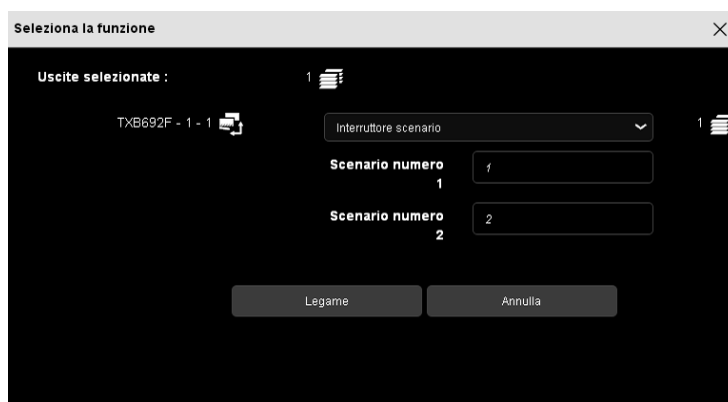 Seleziona la funzione
Uscite selezionate : 1
TXB692F - 1 - 1 Interruttore scenario 1
Scenario numero 1 1
Scenario numero 2 2
Legame Annulla